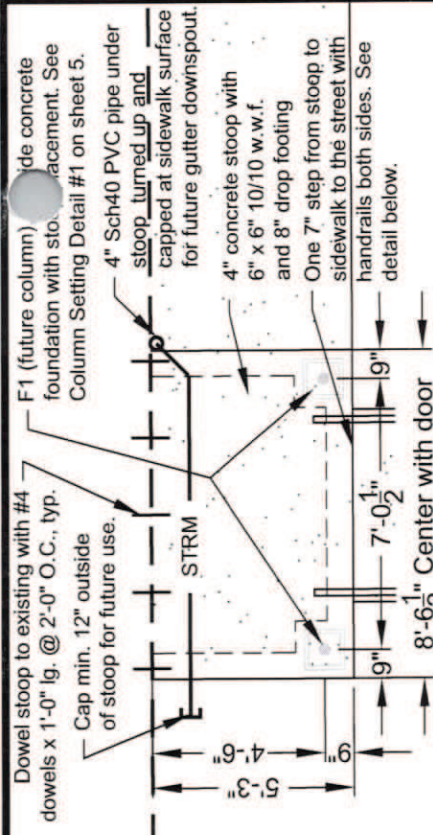 Dowel stoop to existing with #4
dowels x 1'-0" lg. @ 2'-0" O.C., typ.
Cap min. 12" outside
of stoop for future use.
STRM
F1 (future column) concrete
foundation with See
Column Setting Detail #1 on sheet 5.
4" Sch40 PVC pipe under
stoop turned up and
capped at sidewalk surface
for future gutter downspout.
4" concrete stoop with
6" x 6" 10/10 w.w.f.
and 8" drop footing
One 7" step from stoop to
sidewalk to the street with
handrails both sides. See
detail below.
5'-3"
4'-6"
9"
9"
7'-0 1/2"
9"
8'-6 1/2" Center with door